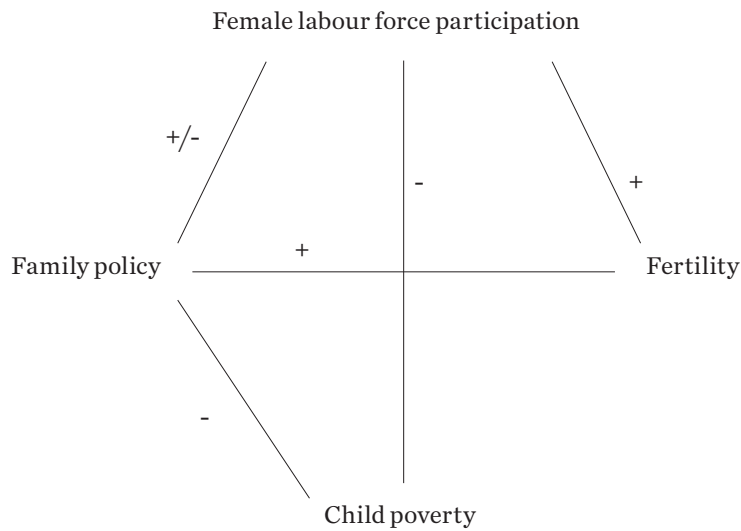 Female labour force participation
+/-
-
+
+
Family policy
Fertility
-
Child poverty